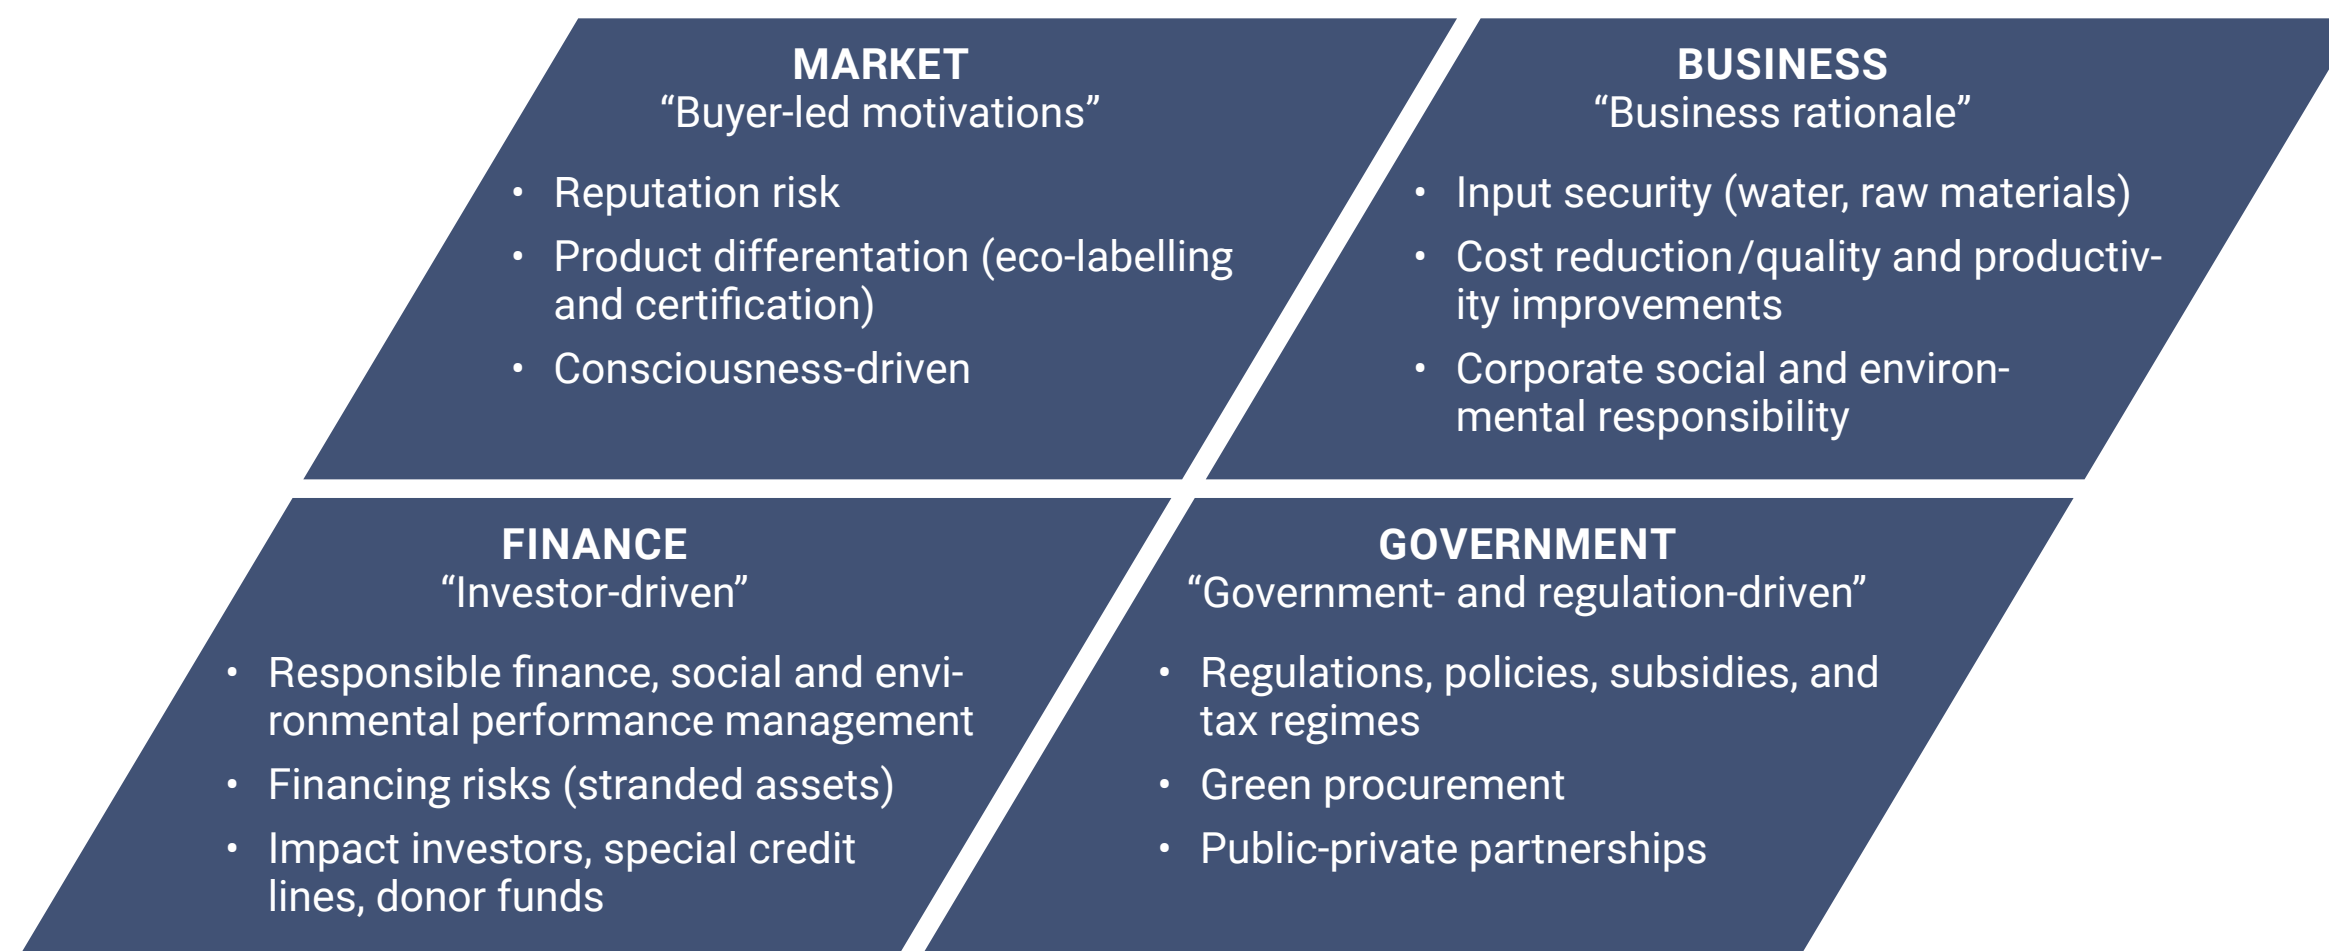 MARKET
“Buyer-led motivations”
• Reputation risk
• Product differentation (eco-labelling
and certification)
• Consciousness-driven
BUSINESS
“Business rationale”
• Input security (water, raw materials)
• Cost reduction/quality and productiv-
ity improvements
• Corporate social and environ-
mental responsibility
FINANCE
“Investor-driven”
• Responsible finance, social and envi-
ronmental performance management
• Financing risks (stranded assets)
• Impact investors, special credit
lines, donor funds
GOVERNMENT
“Government- and regulation-driven”
• Regulations, policies, subsidies, and
tax regimes
• Green procurement
• Public-private partnerships